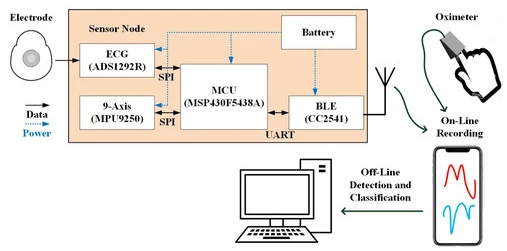 Electrode
Sensor Node
Battery
Oximeter
ECG
(ADS1292R)
SPI
MCU
(MSP430F5438A)
9-Axis
(MPU9250)
SPI
BLE
(CC2541)
UART
Data
Power
On-Line
Recording
Off-Line
Detection and
Classification